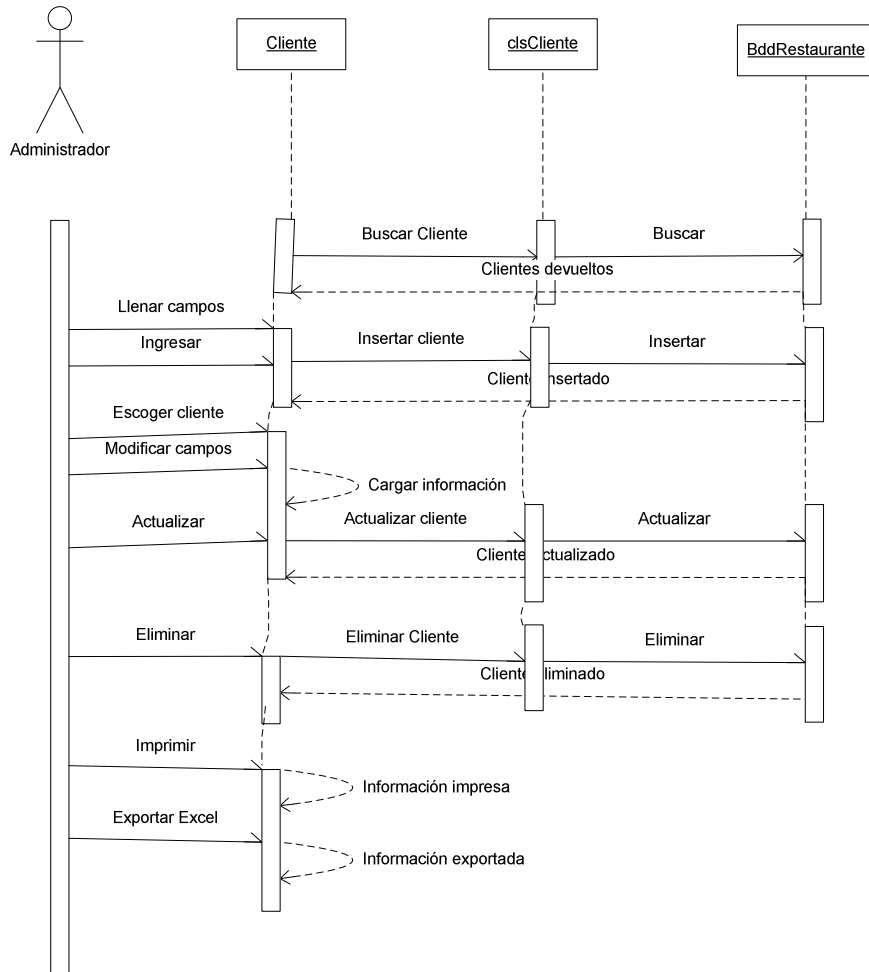 Cliente
clsCliente
BddRestaurante
Administrador
Buscar Cliente
Buscar
Clientes devueltos
Llenar campos
Ingresar
Insertar cliente
Insertar
Cliente insertado
Escoger cliente
Modificar campos
Cargar información
Actualizar
Actualizar cliente
Actualizar
Cliente actualizado
Eliminar
Eliminar Cliente
Eliminar
Cliente eliminado
Imprimir
Información impresa
Exportar Excel
Información exportada